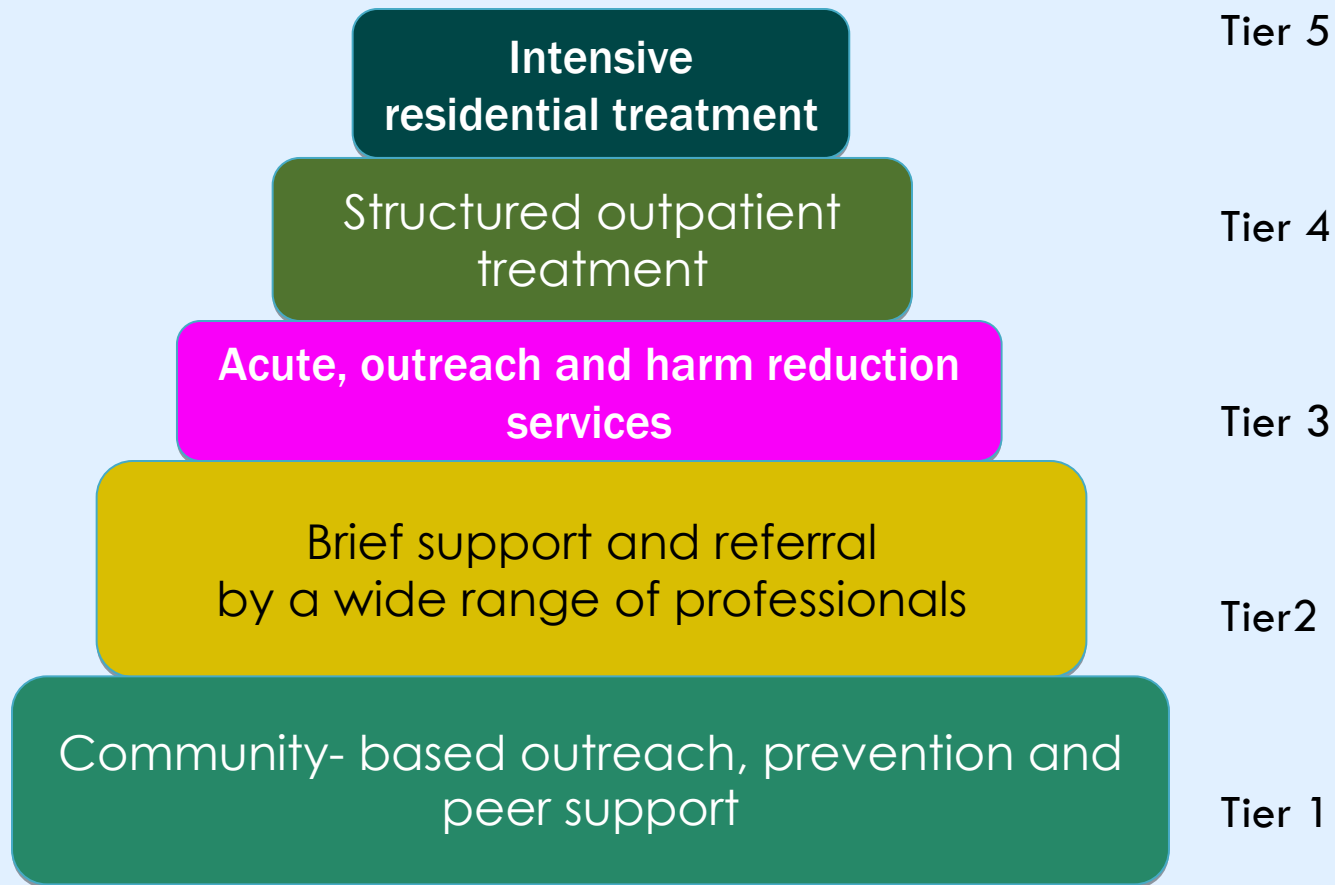 Tier 5
Intensive
residential treatment
Structured outpatient
treatment
Tier 4
Acute, outreach and harm reduction
services
Tier 3
Brief support and referral
by a wide range of professionals
Tier2
Community- based outreach, prevention and
peer support
Tier 1